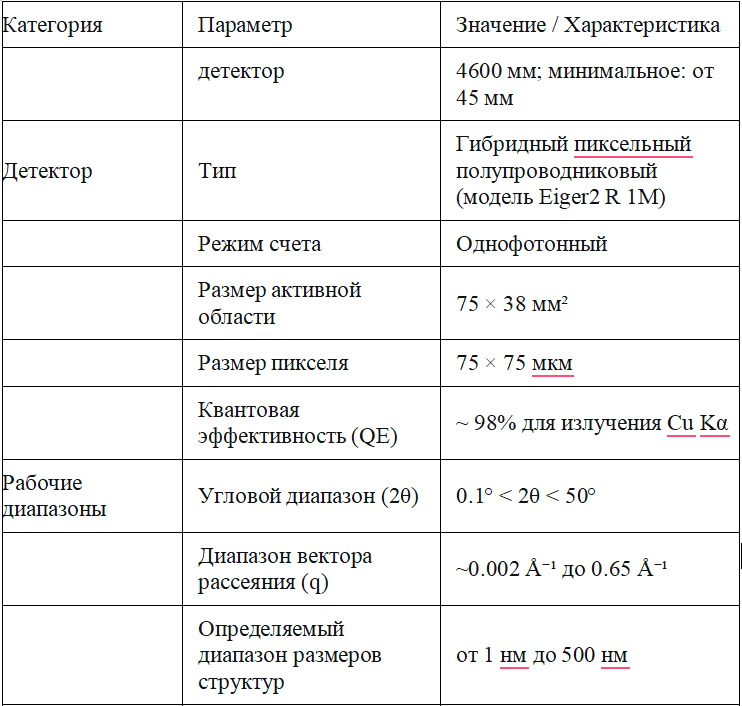 Категория Параметр Значение / Характеристика
детектор 4600 мм; минимальное: от
45 мм
Детектор Тип Гибридный пиксельный
полупроводниковый
(модель Eiger2 R 1M)
Режим счета Однофотонный
Размер активной
области
75 × 38 мм²
Размер пикселя 75 × 75 мкм
Квантовая
эффективность (QE)
~ 98% для излучения Cu Kα
Рабочие
диапазоны
Угловой диапазон (2θ) 0.1° < 2θ < 50°
Диапазон вектора
рассеяния (q)
~0.002 Å⁻¹ до 0.65 Å⁻¹
Определяемый
диапазон размеров
структур
от 1 нм до 500 нм